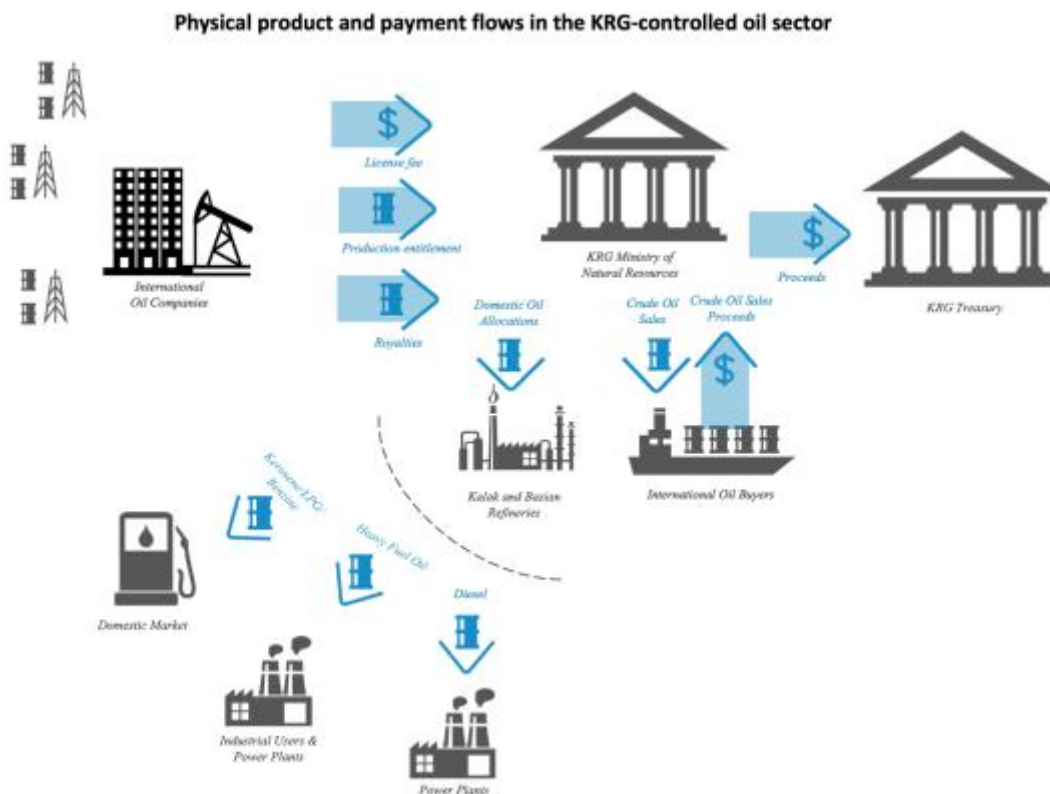 Physical product and payment flows in the KRG-controlled oil sector
$
License fee
Production entitlement
Royalties
International
Oil Companies
KRG Ministry of
Natural Resources
$
Proceeds
KRG Treasury
Domestic Oil
Allocations
Crude Oil
Sales
Crude Oil Sales
Proceeds
$
Kalak and Bazian
Refineries
International Oil Buyers
Kerosene/LPG/
Benzine
Heavy Fuel Oil
Diesel
Domestic Market
Industrial Users &
Power Plants
Power Plants